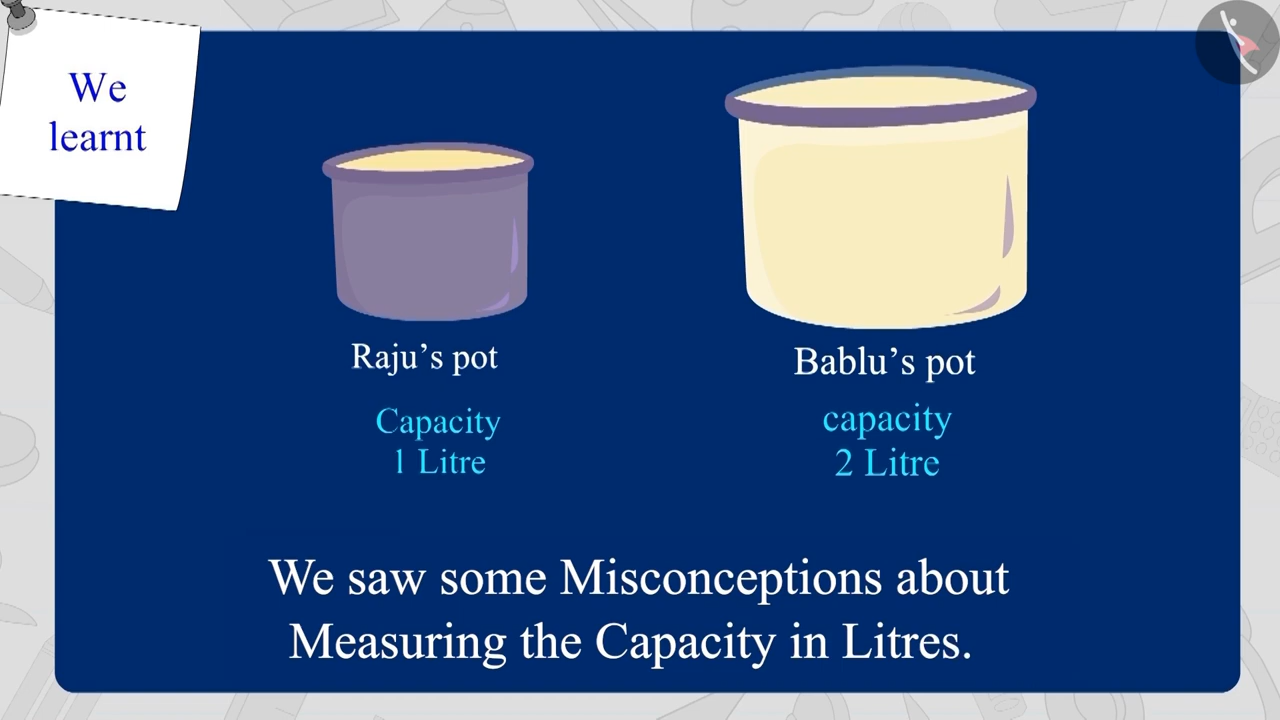 We
learnt
Raju's pot
Capacity
1 Litre
Bablu's pot
capacity
2 Litre
We saw some Misconceptions about
Measuring the Capacity in Litres.